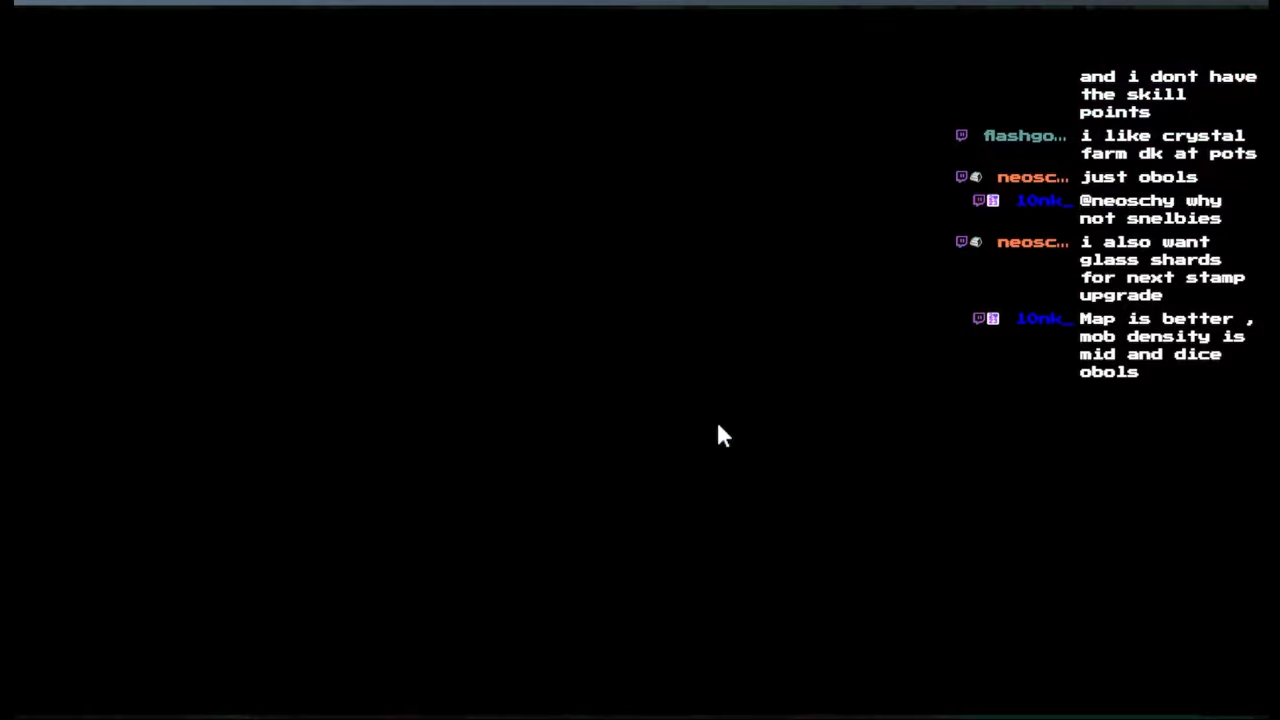 and i dont have
the skill
points
flashgo... i like crystal
farm dk at pots
neosc... just obols
l0nk_ @neoschy why
not snelbies
neosc... i also want
glass shards
for next stamp
upgrade
l0nk_ Map is better ,
mob density is
mid and dice
obols